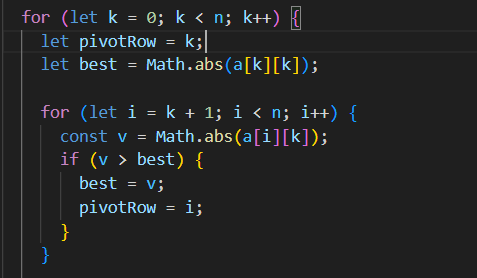 for (let k = 0; k < n; k++) {
  let pivotRow = k;
  let best = Math.abs(a[k][k]);

  for (let i = k + 1; i < n; i++) {
    const v = Math.abs(a[i][k]);
    if (v > best) {
      best = v;
      pivotRow = i;
    }
  }